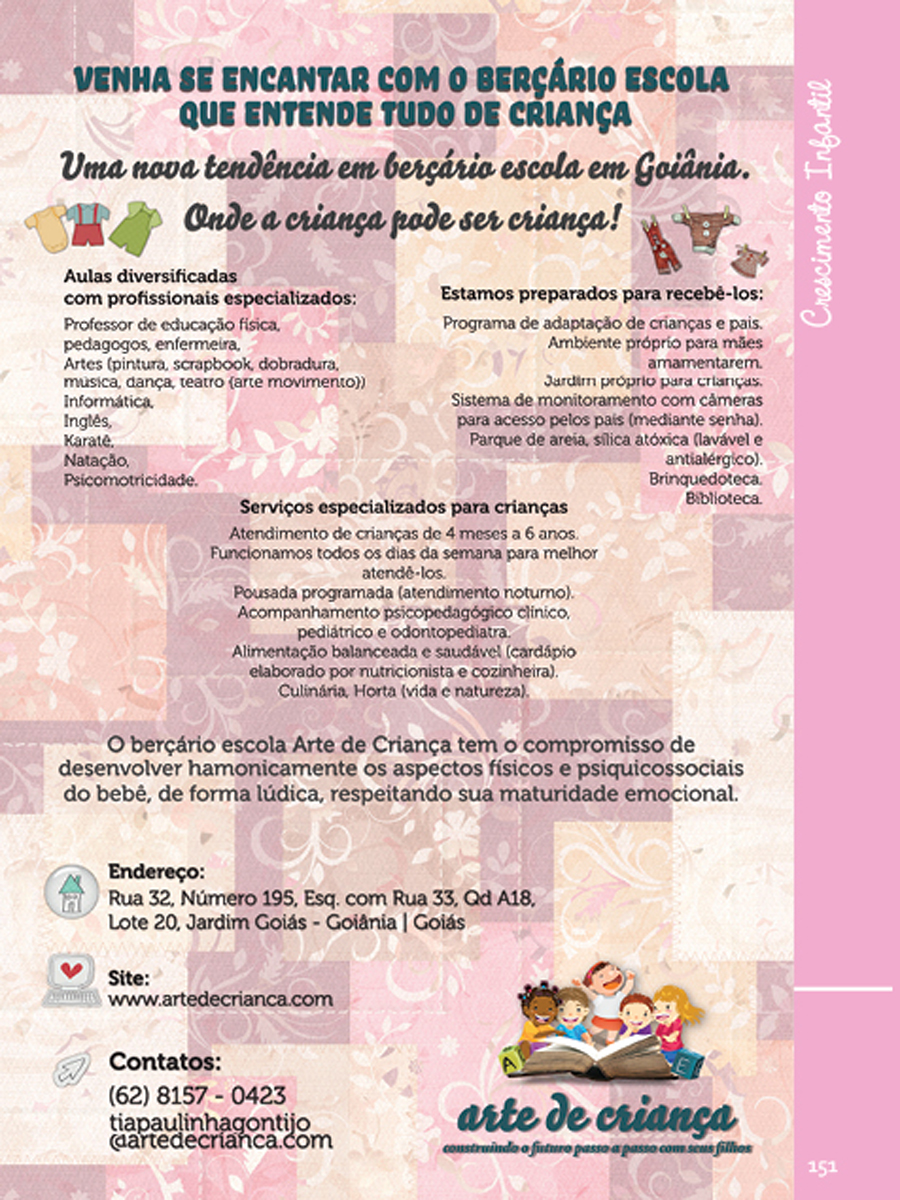 VENHA SE ENCANTAR COM O BERÇÁRIO ESCOLA
QUE ENTENDE TUDO DE CRIANÇA
Uma nova tendência em berçário escola em Goiânia.
Onde a criança pode ser criança!
Aulas diversificadas
com profissionais especializados:
Professor de educação física,
pedagogos, enfermeira,
Artes (pintura, scrapbook, dobradura,
música, dança, teatro (arte movimento))
Informática,
Inglês,
Karatê,
Natação,
Psicomotricidade.
Estamos preparados para recebê-los:
Programa de adaptação de crianças e pais.
Ambiente próprio para mães
amamentarem.
Jardim próprio para crianças.
Sistema de monitoramento com câmeras
para acesso pelos pais (mediante senha).
Parque de areia, sílica atóxica (lavável e
antialérgico).
Brinquedoteca.
Biblioteca.
Serviços especializados para crianças
Atendimento de crianças de 4 meses a 6 anos.
Funcionamos todos os dias da semana para melhor
atendê-los.
Pousada programada (atendimento noturno).
Acompanhamento psicopedagógico clínico,
pediátrico e odontopediatra.
Alimentação balanceada e saudável (cardápio
elaborado por nutricionista e cozinheira).
Culinária, Horta (vida e natureza).
O berçário escola Arte de Criança tem o compromisso de
desenvolver hamonicamente os aspectos físicos e psiquicossociais
do bebê, de forma lúdica, respeitando sua maturidade emocional.
Endereço:
Rua 32, Número 195, Esq. com Rua 33, Qd A18,
Lote 20, Jardim Goiás - Goiânia | Goiás
Site:
www.artedecrianca.com
Contatos:
(62) 8157 - 0423
tiapaulinhagontijo
@artedecrianca.com
A
E
arte de criança
construindo o futuro passo a passo com seus filhos
Crescimento Infantil
151